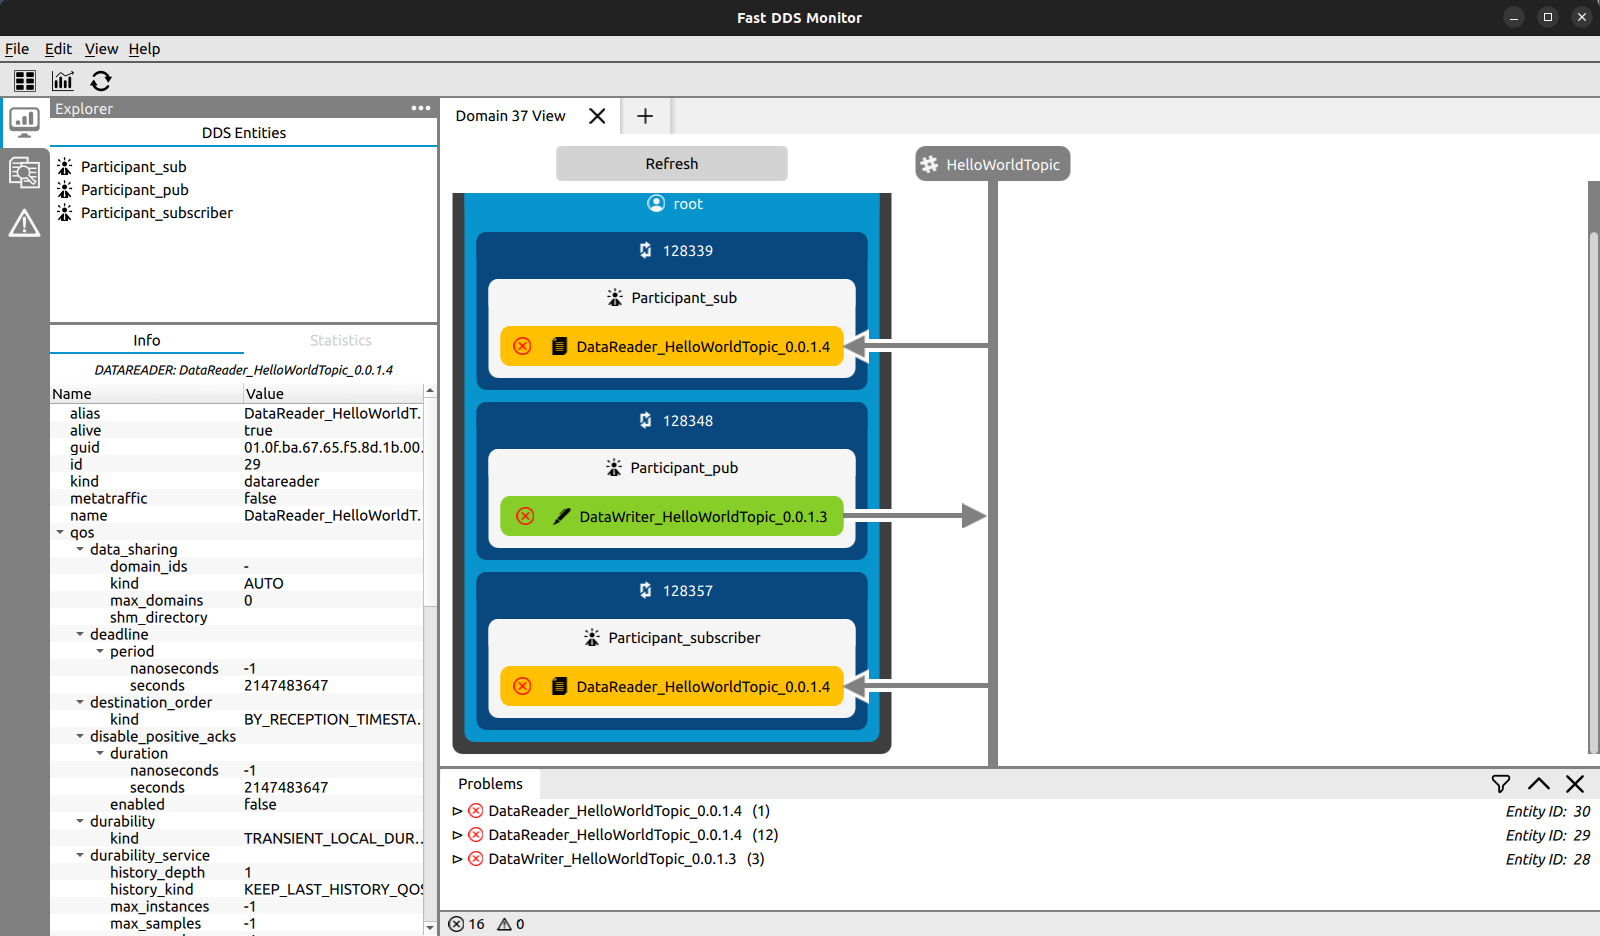 Fast DDS Monitor
File Edit View Help
Explorer
DDS Entities
Participant_sub
Participant_pub
Participant_subscriber
Info Statistics
DATAREADER: DataReader_HelloWorldTopic_0.0.1.4
Name Value
alias DataReader_HelloWorldT...
alive true
guid 01.0f.ba.67.65.f5.8d.1b.00.
id 29
kind datareader
metatraffic false
name DataReader_HelloWorldT...
qos
data_sharing
domain_ids -
kind AUTO
max_domains 0
shm_directory
deadline
period
nanoseconds -1
seconds 2147483647
destination_order
kind BY_RECEPTION_TIMESTA...
disable_positive_acks
duration
nanoseconds -1
seconds 2147483647
enabled false
durability
kind TRANSIENT_LOCAL_DUR...
durability_service
history_depth 1
history_kind KEEP_LAST_HISTORY_QOS
max_instances -1
max_samples -1
Domain 37 View
Refresh
HelloWorldTopic
root
128339
Participant_sub
DataReader_HelloWorldTopic_0.0.1.4
128348
Participant_pub
DataWriter_HelloWorldTopic_0.0.1.3
128357
Participant_subscriber
DataReader_HelloWorldTopic_0.0.1.4
Problems
DataReader_HelloWorldTopic_0.0.1.4 (1) Entity ID: 30
DataReader_HelloWorldTopic_0.0.1.4 (12) Entity ID: 29
DataWriter_HelloWorldTopic_0.0.1.3 (3) Entity ID: 28
16 0